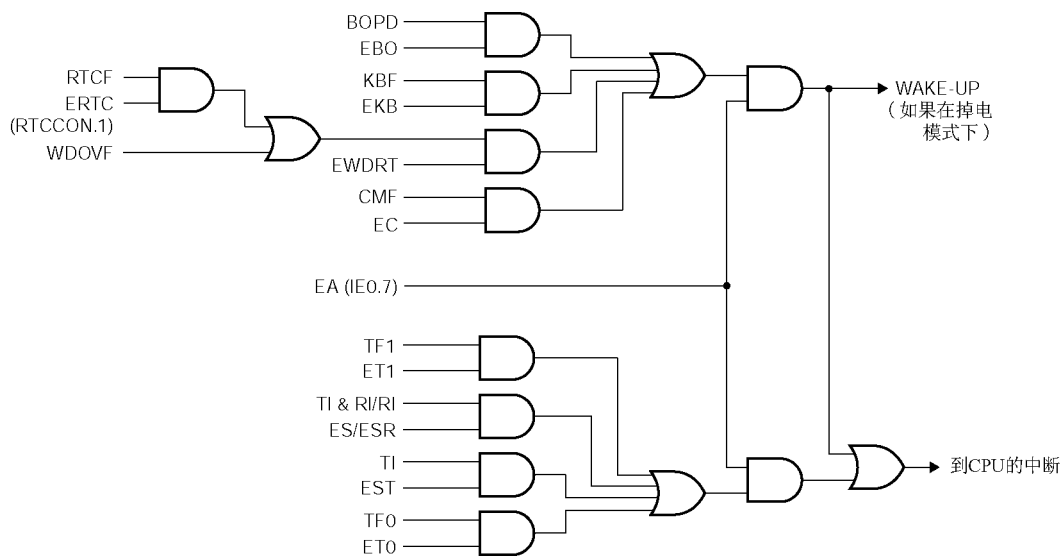 BOPD
EBO
RTCF
ERTC
(RTCCON.1)
WDOVF
KBF
EKB
EWDRT
CMF
EC
WAKE-UP
（如果在掉电
模式下）
EA (IE0.7)
TF1
ET1
TI & RI/RI
ES/ESR
TI
EST
TF0
ET0
到CPU的中断